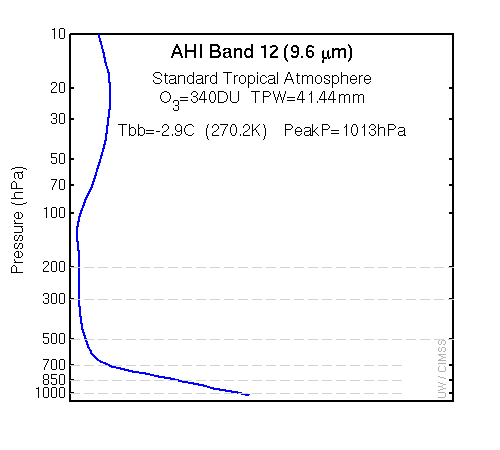 AHI Band 12 (9.6 μm)
Standard Tropical Atmosphere
O3=340DU TPW=41.44mm
Tbb=-2.9C (270.2K) PeakP=1013hPa
Pressure (hPa)
10
20
30
50
70
100
200
300
500
700
850
1000
UW / CIMSS